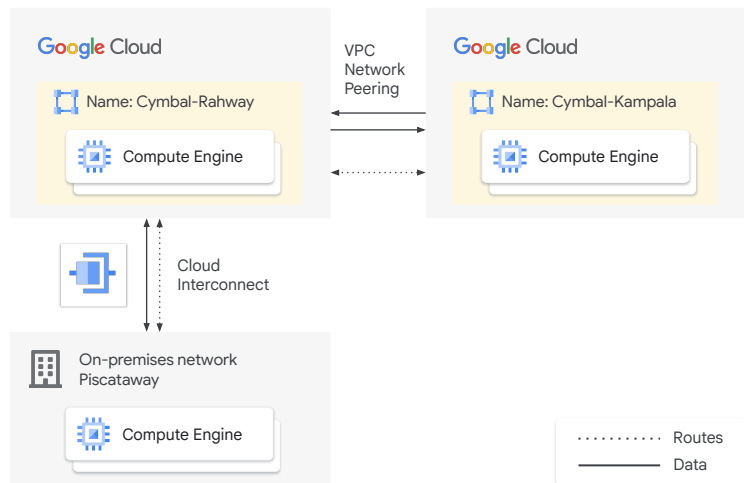 Google Cloud
Name: Cymbal-Rahway
Compute Engine
VPC
Network
Peering
Google Cloud
Name: Cymbal-Kampala
Compute Engine
Cloud
Interconnect
On-premises network
Piscataway
Compute Engine
Routes
Data